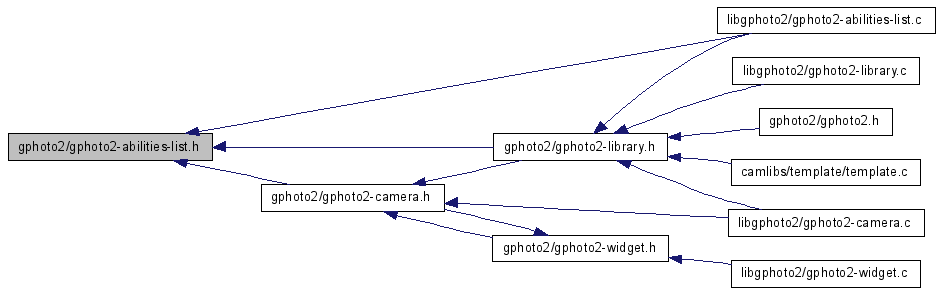 libgphoto2/gphoto2-abilities-list.c
libgphoto2/gphoto2-library.c
gphoto2/gphoto2.h
gphoto2/gphoto2-abilities-list.h
gphoto2/gphoto2-library.h
camlibs/template/template.c
gphoto2/gphoto2-camera.h
libgphoto2/gphoto2-camera.c
gphoto2/gphoto2-widget.h
libgphoto2/gphoto2-widget.c